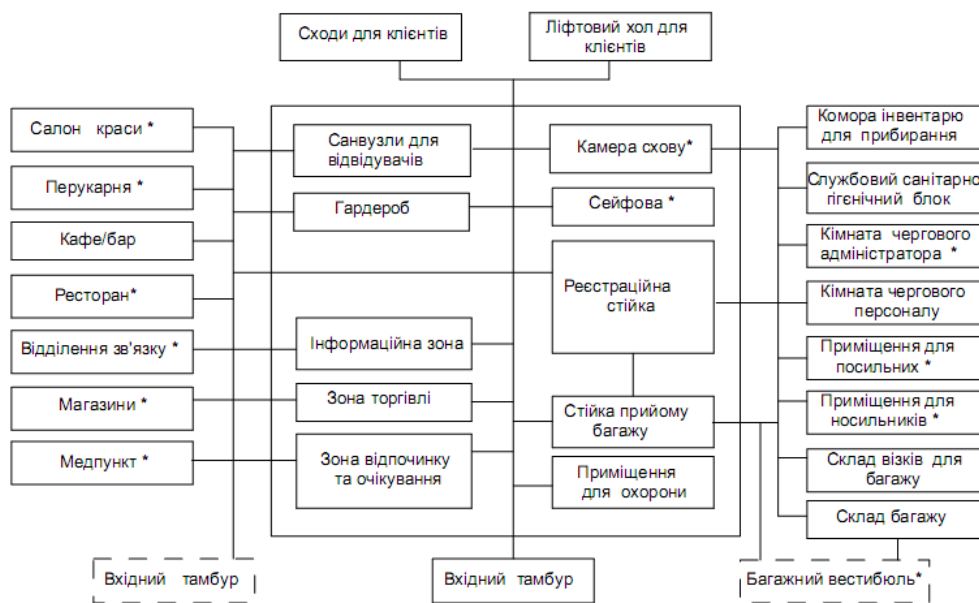 Сходи для клієнтів
Ліфтовий хол для
клієнтів
Салон краси *
Перукарня *
Кафе/бар
Ресторан*
Відділення зв'язку *
Магазини *
Медпункт *
Санвузли для
відвідувачів
Гардероб
Інформаційна зона
Зона торгівлі
Зона відпочинку
та очікування
Камера схову*
Сейфова *
Реєстраційна
стійка
Стійка прийому
багажу
Приміщення
для охорони
Комора інвентарю
для прибирання
Службовий санітарно
гігєнічний блок
Кімната чергового
адміністратора *
Кімната чергового
персоналу
Приміщення для
посильних *
Приміщення для
носильників *
Склад візків для
багажу
Склад багажу
Вхідний тамбур
Вхідний тамбур
Багажний вестибюль*